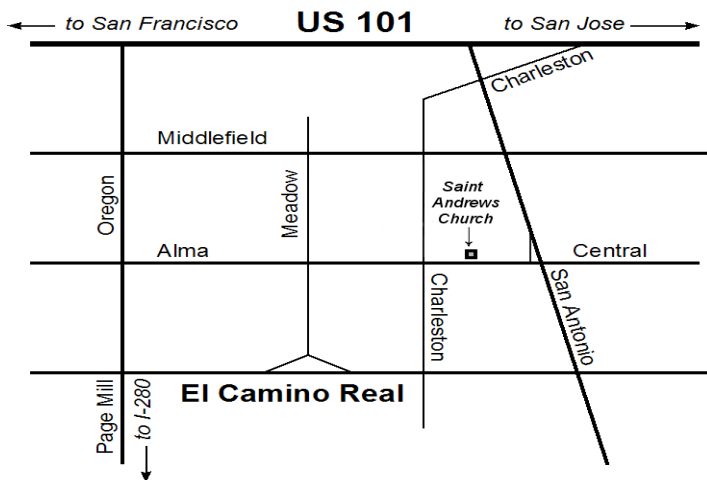 to San Francisco
US 101
to San Jose
Charleston
Middlefield
Oregon
Meadow
Saint
Andrews
Church
Alma
Central
Charleston
San Antonio
El Camino Real
Page Mill
to I-280